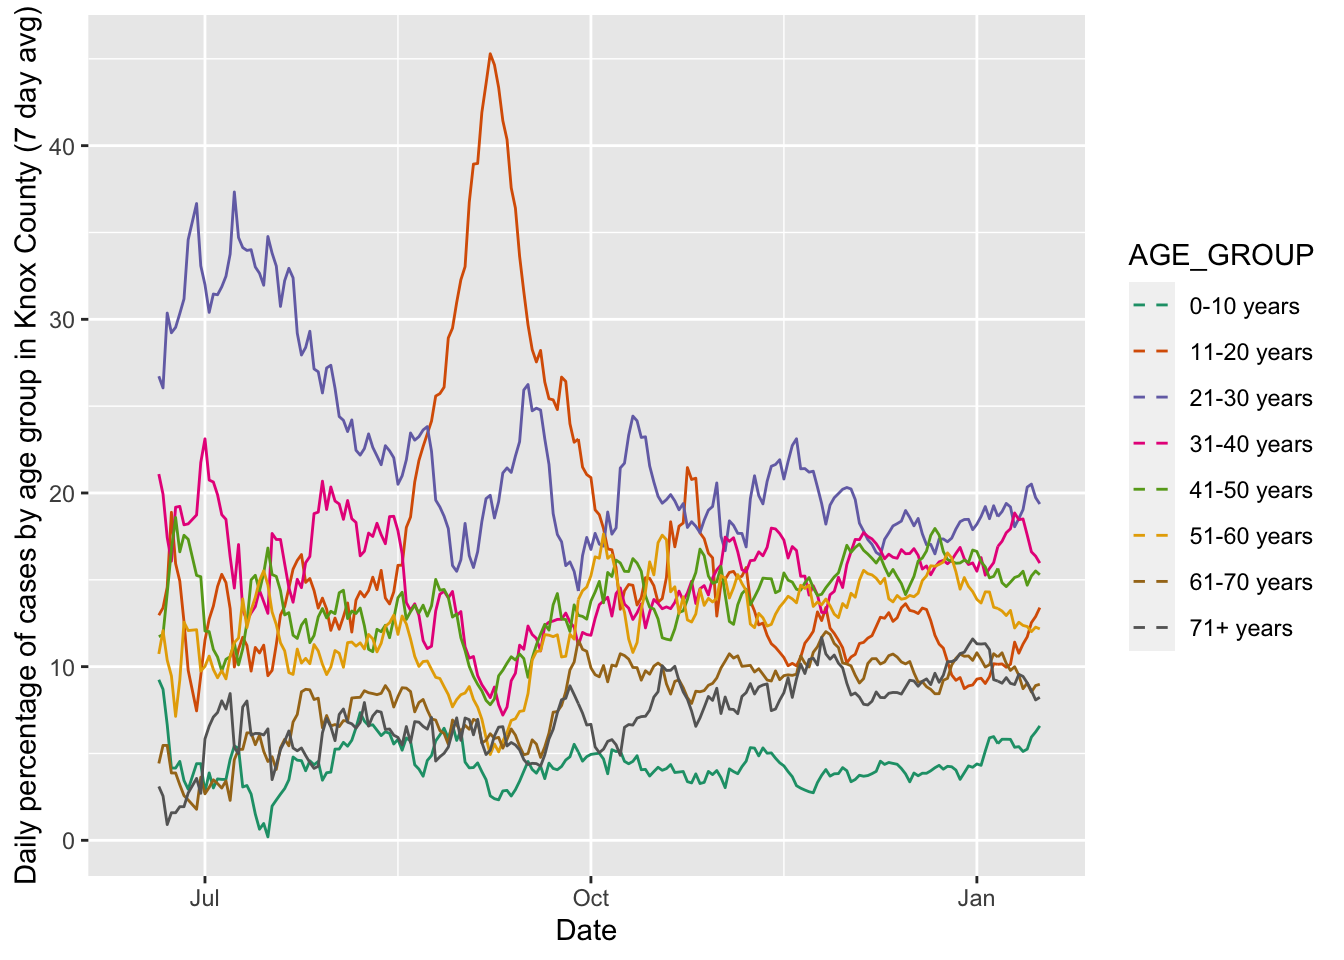 Daily percentage of cases by age group in Knox County (7 day avg)
40
30
20
10
0
Jul
Oct
Jan
Date
AGE_GROUP
0-10 years
11-20 years
21-30 years
31-40 years
41-50 years
51-60 years
61-70 years
71+ years